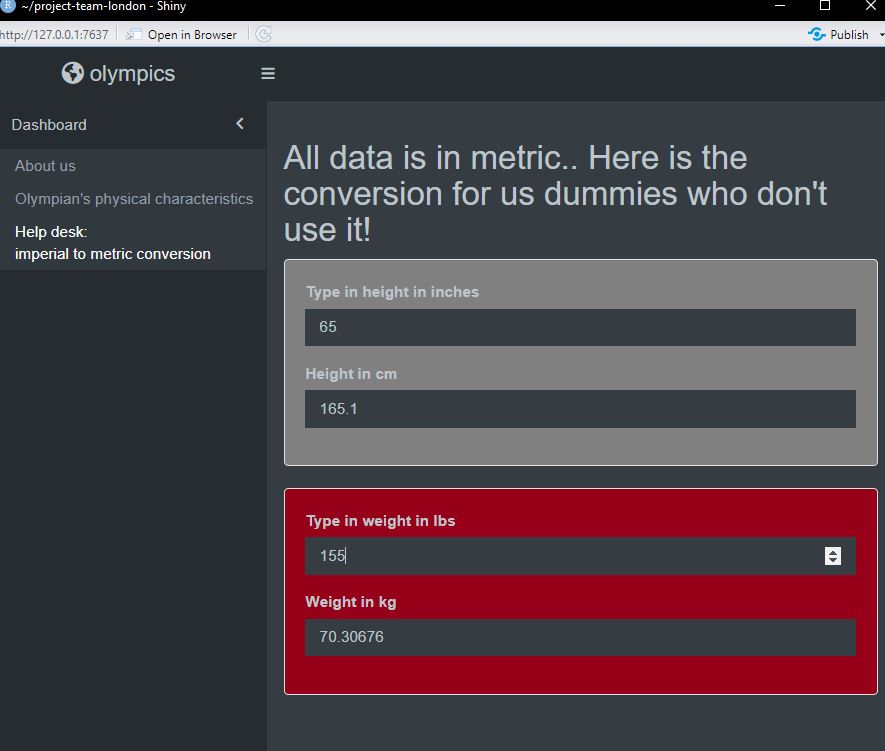 R ~/project-team-london - Shiny
http://127.0.0.1:7637 Open in Browser Publish
olympics
Dashboard
About us
Olympian's physical characteristics
Help desk:
imperial to metric conversion
All data is in metric.. Here is the
conversion for us dummies who don't
use it!
Type in height in inches
65
Height in cm
165.1
Type in weight in lbs
155
Weight in kg
70.30676